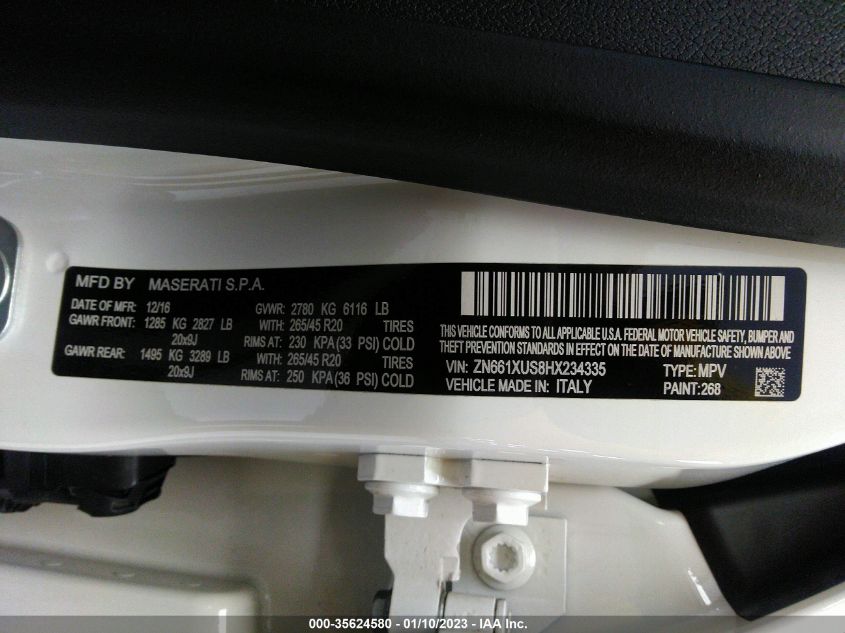 MFD BY MASERATI S.P.A.
DATE OF MFR: 12/16 GVWR: 2780 KG 6116 LB
GAWR FRONT: 1285 KG 2827 LB WITH: 265/45 R20 TIRES
20x9J RIMS AT: 230 KPA (33 PSI) COLD
GAWR REAR: 1495 KG 3289 LB WITH: 265/45 R20 TIRES
20x9J RIMS AT: 250 KPA (36 PSI) COLD
THIS VEHICLE CONFORMS TO ALL APPLICABLE U.S.A. FEDERAL MOTOR VEHICLE SAFETY, BUMPER AND
THEFT PREVENTION STANDARDS IN EFFECT ON THE DATE OF MANUFACTURE SHOWN ABOVE
VIN: ZN661XUS8HX234335 TYPE: MPV
VEHICLE MADE IN: ITALY PAINT: 268
000-35624580 - 01/10/2023 - IAA Inc.